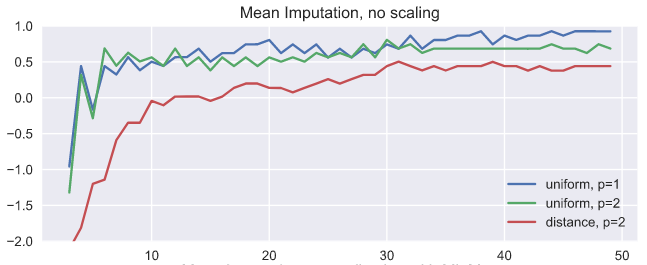 Mean Imputation, no scaling
1.0
0.5
0.0
−0.5
−1.0
−1.5
−2.0
uniform, p=1
uniform, p=2
distance, p=2
10 20 30 40 50